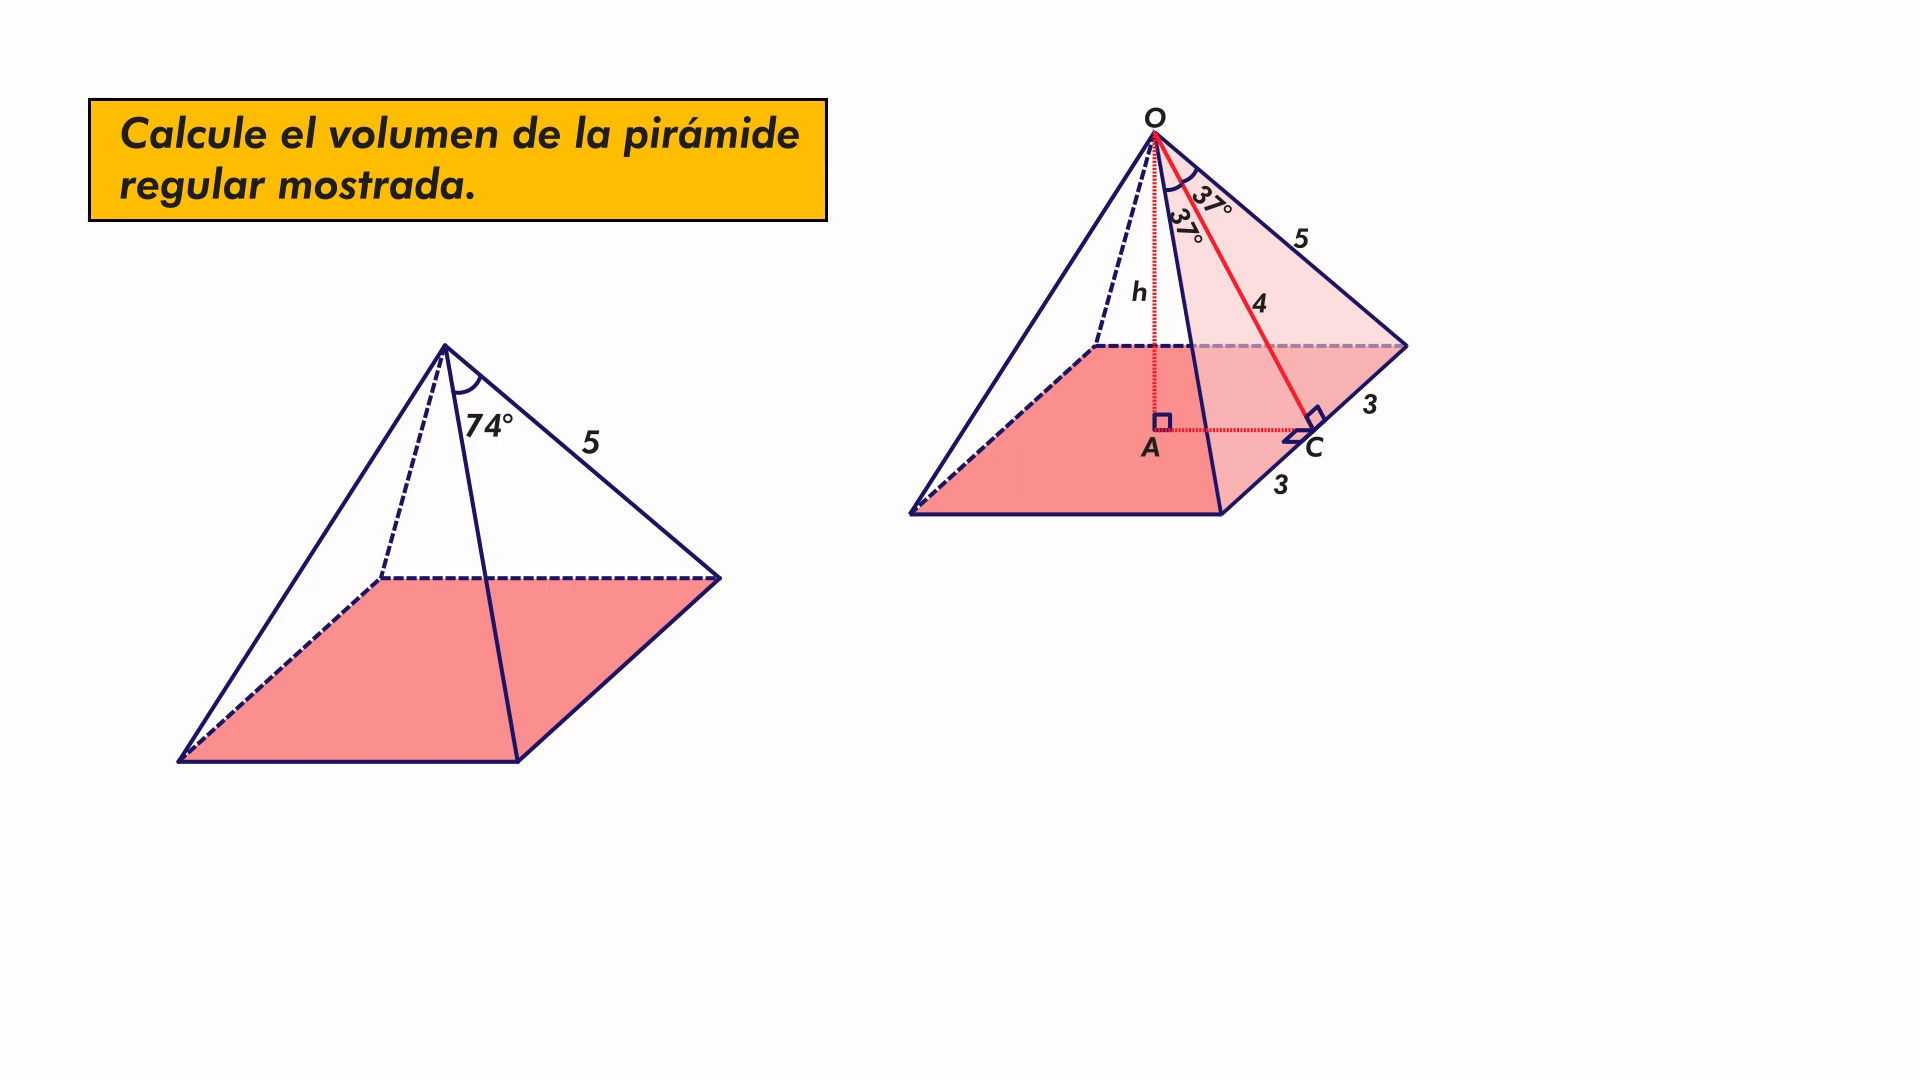 Calcule el volumen de la pirámide
regular mostrada.
74°
5
O
37°
37°
5
h
4
3
A
C
3